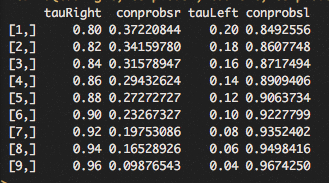 tauRight conprobsr tauLeft conprobsl
[1,] 0.80 0.37220844 0.20 0.8492556
[2,] 0.82 0.34159780 0.18 0.8607748
[3,] 0.84 0.31578947 0.16 0.8717494
[4,] 0.86 0.29432624 0.14 0.8909406
[5,] 0.88 0.27272727 0.12 0.9063734
[6,] 0.90 0.23267327 0.10 0.9227799
[7,] 0.92 0.19753086 0.08 0.9352402
[8,] 0.94 0.16528926 0.06 0.9498416
[9,] 0.96 0.09876543 0.04 0.9674250